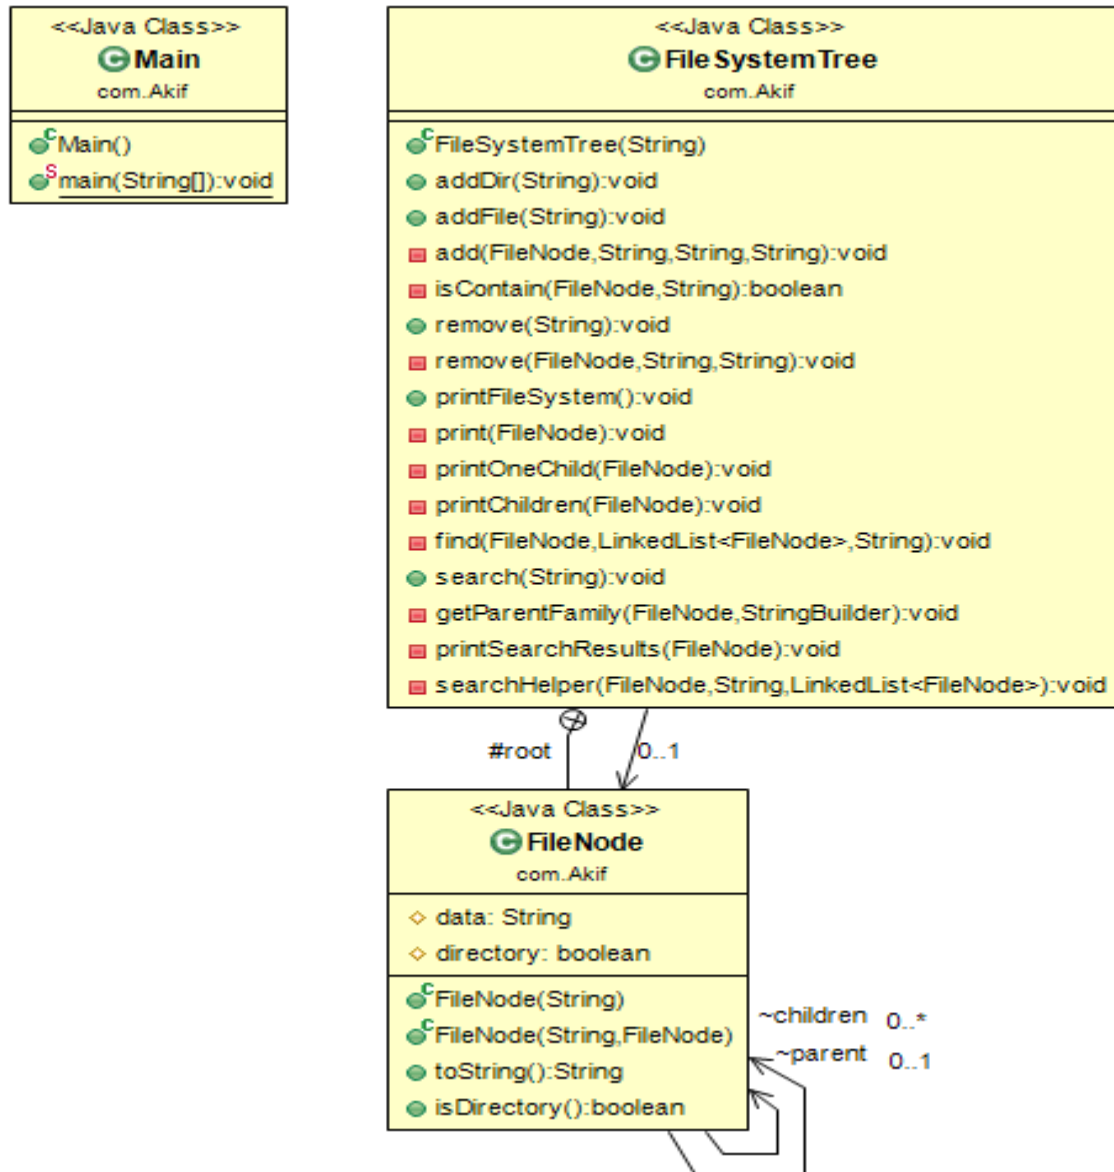 <<Java Class>>
Main
com.Akif
Main()
main(String[]):void
<<Java Class>>
FileSystemTree
com.Akif
FileSystemTree(String)
addDir(String):void
addFile(String):void
add(FileNode,String,String,String):void
isContain(FileNode,String):boolean
remove(String):void
remove(FileNode,String,String):void
printFileSystem():void
print(FileNode):void
printOneChild(FileNode):void
printChildren(FileNode):void
find(FileNode,LinkedList<FileNode>,String):void
search(String):void
getParentFamily(FileNode,StringBuilder):void
printSearchResults(FileNode):void
searchHelper(FileNode,String,LinkedList<FileNode>):void
#root 0..1
<<Java Class>>
FileNode
com.Akif
data: String
directory: boolean
FileNode(String)
FileNode(String,FileNode)
toString():String
isDirectory():boolean
~children 0..*
~parent 0..1